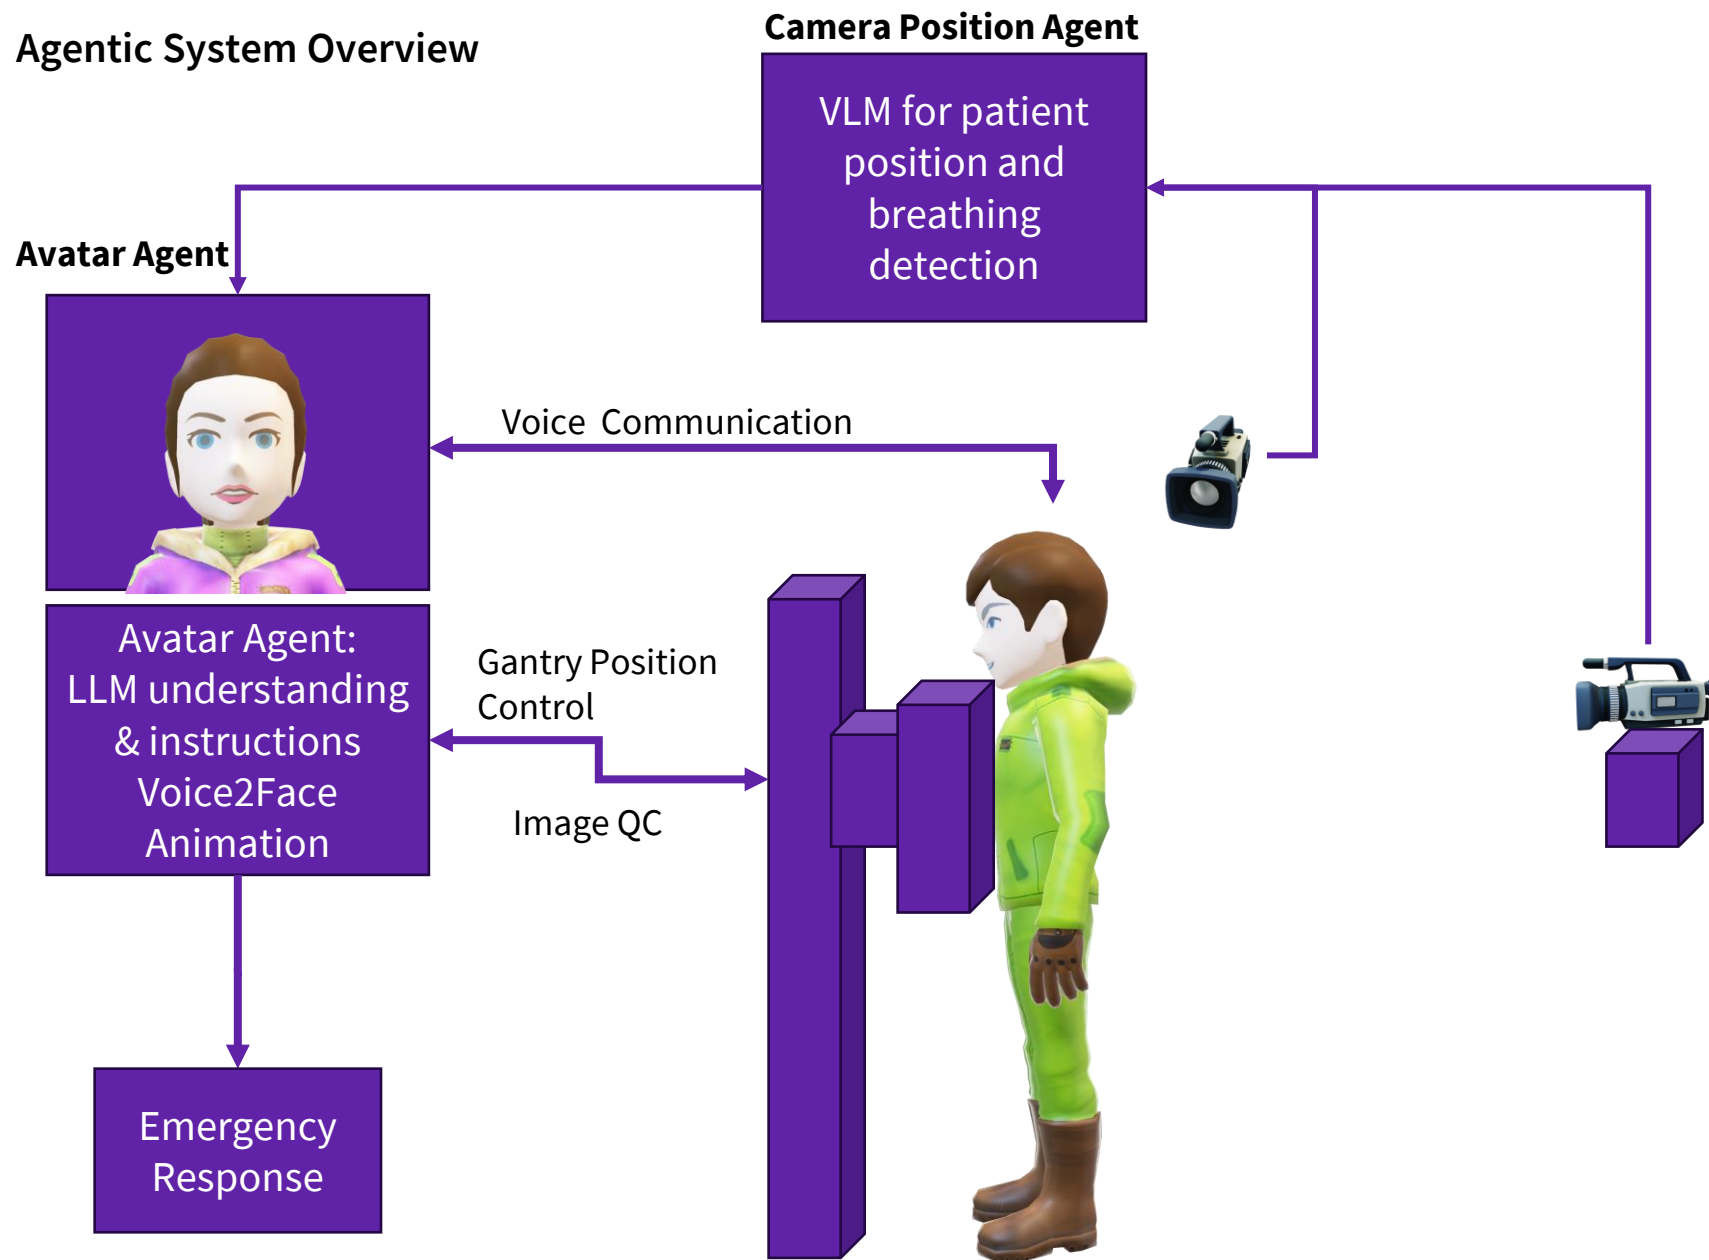 Agentic System Overview
Camera Position Agent
VLM for patient
position and
breathing
detection
Avatar Agent
Voice Communication
Avatar Agent:
LLM understanding
& instructions
Voice2Face
Animation
Gantry Position
Control
Image QC
Emergency
Response